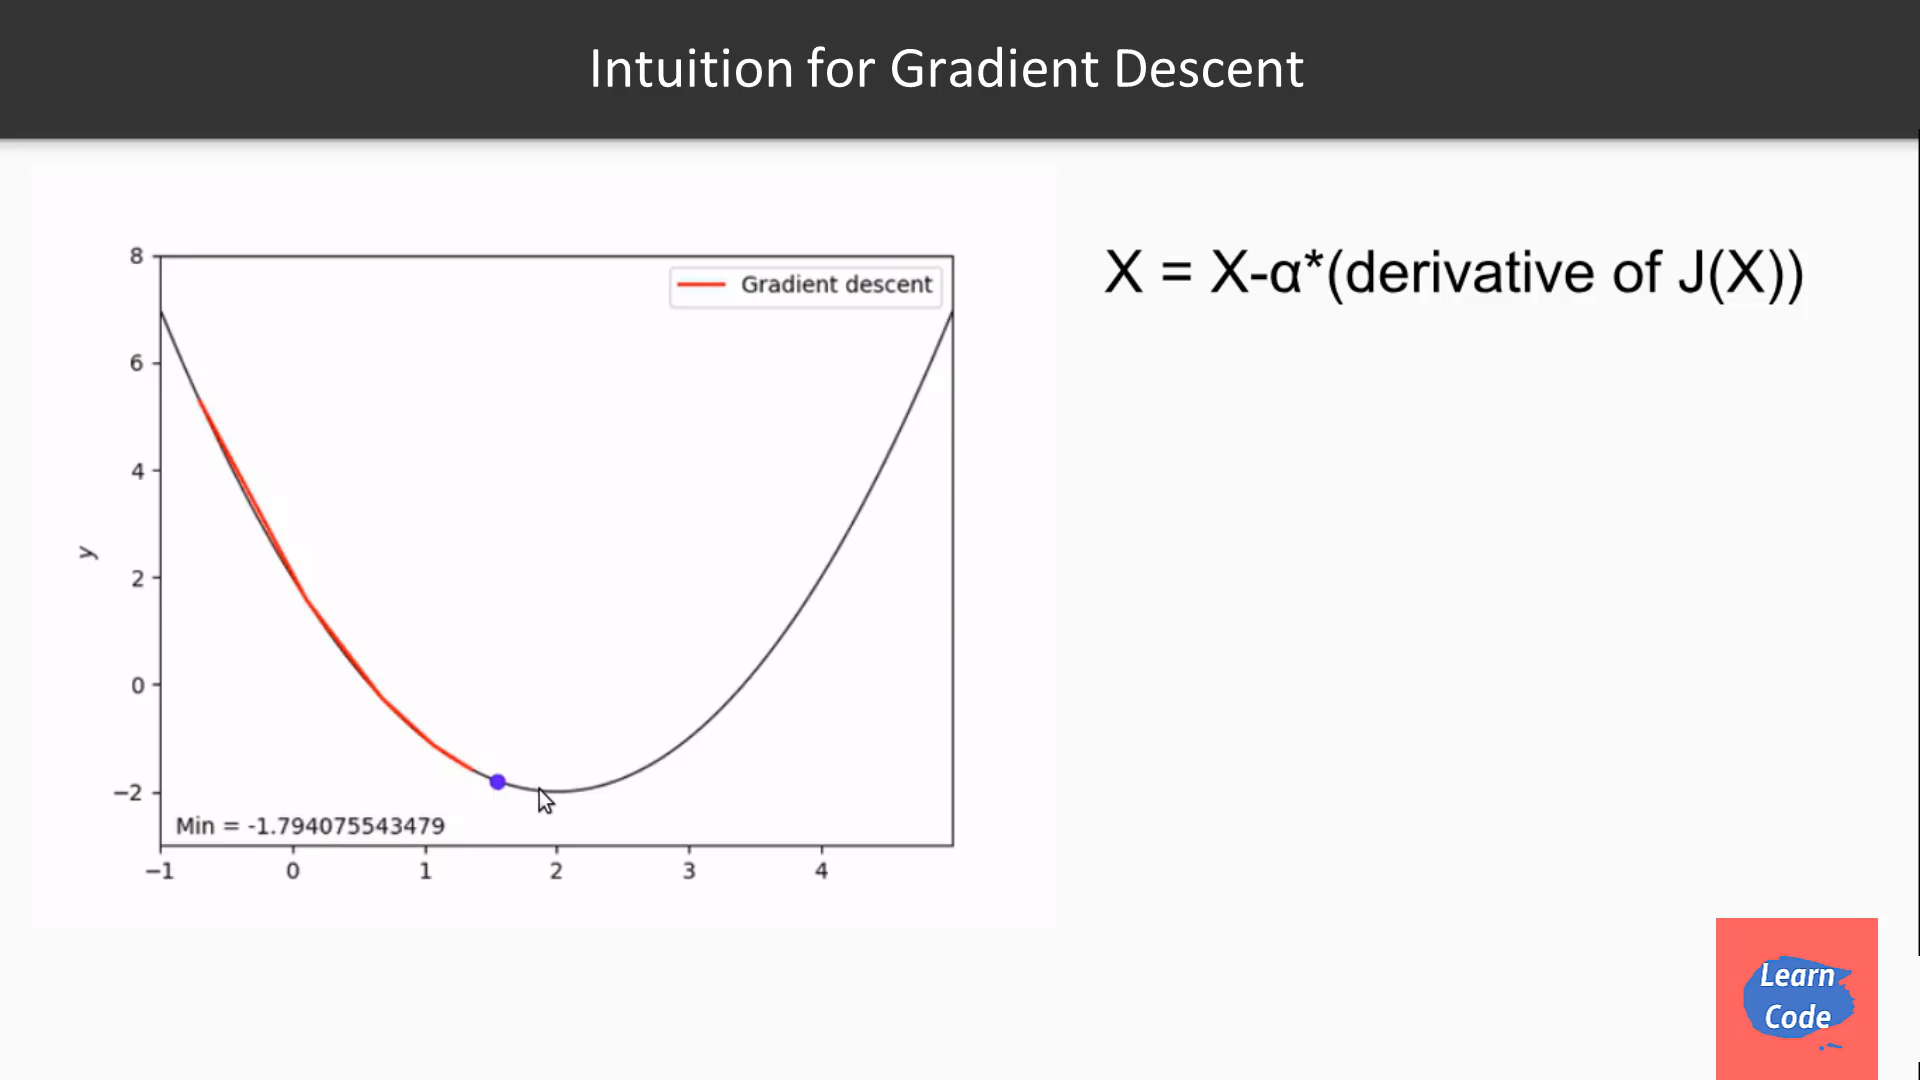 Intuition for Gradient Descent
X = X-α*(derivative of J(X))
Gradient descent
8
6
4
2
0
−2
y
Min = -1.794075543479
−1 0 1 2 3 4
Learn
Code